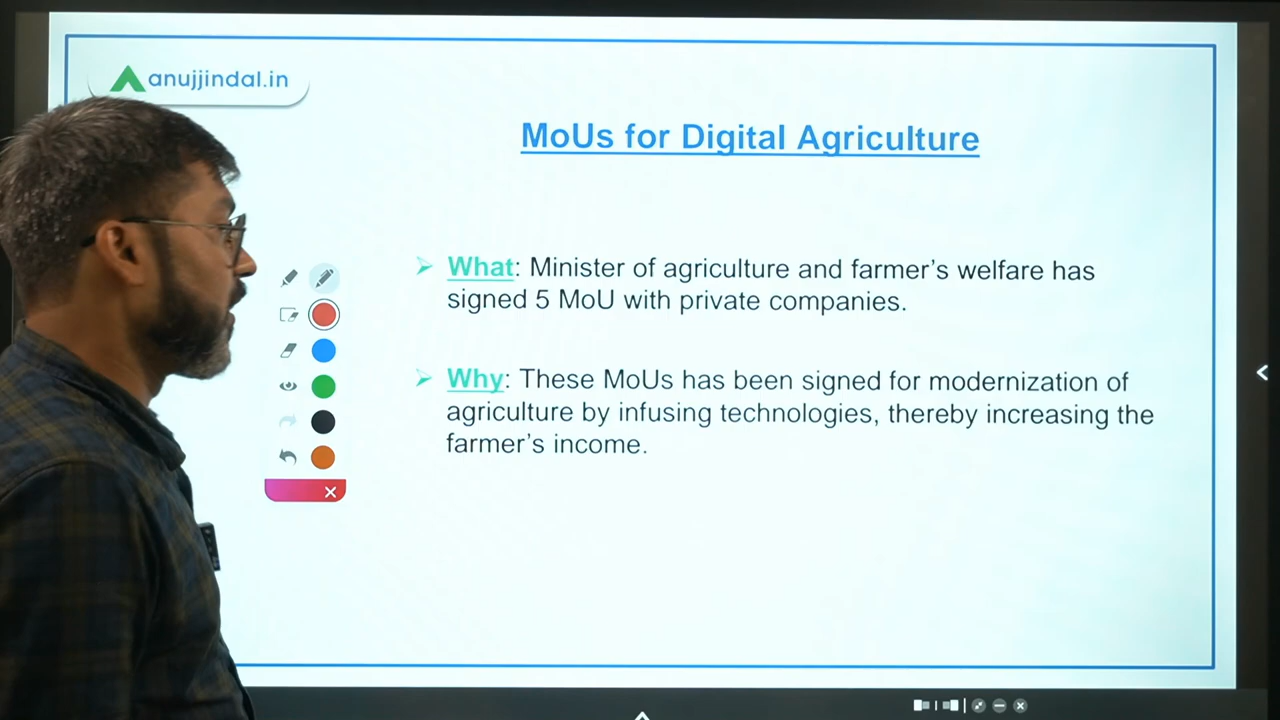 anujjindal.in
MoUs for Digital Agriculture
➢ What: Minister of agriculture and farmer’s welfare has
signed 5 MoU with private companies.
➢ Why: These MoUs has been signed for modernization of
agriculture by infusing technologies, thereby increasing the
farmer’s income.